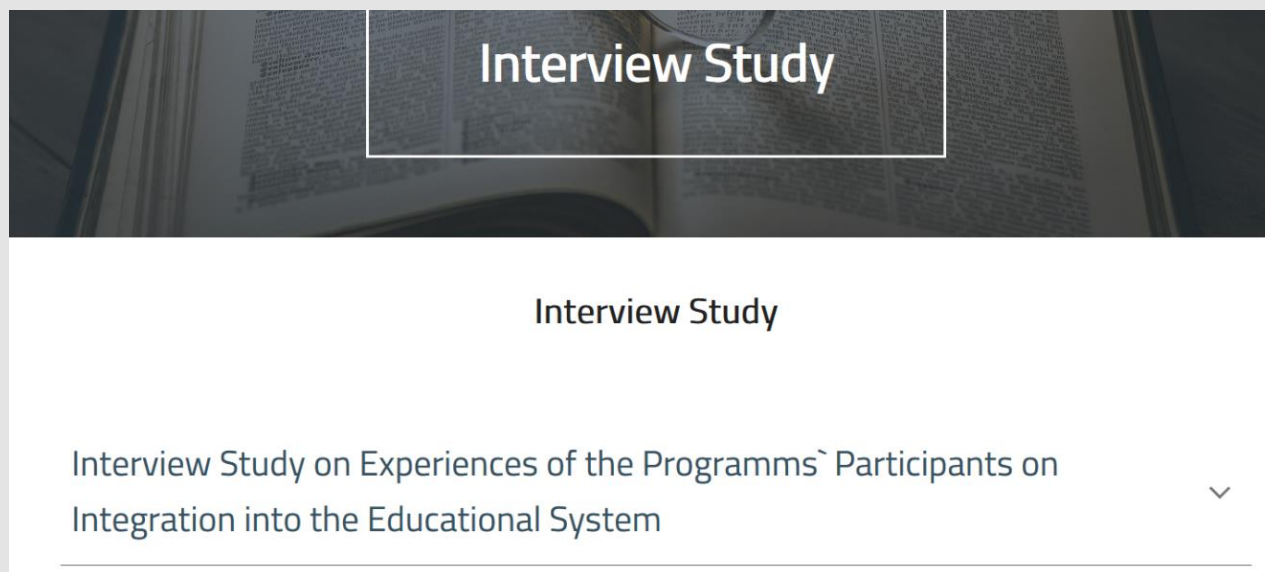 Interview Study
Interview Study
Interview Study on Experiences of the Programms` Participants on
Integration into the Educational System